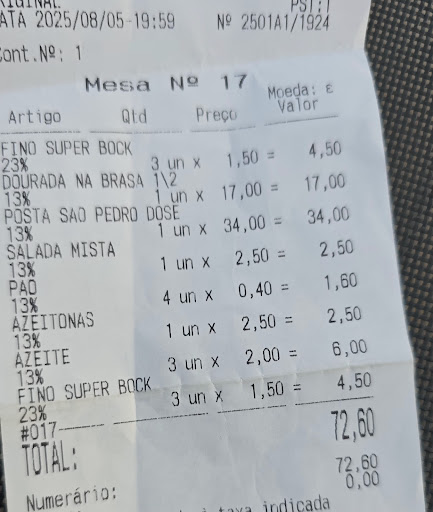 ATA 2025/08/05-19:59 Nº 2501A1/1924
Cont.Nº: 1
Mesa Nº 17
Moeda: €
Artigo Qtd Preço Valor
FINO SUPER BOCK
23% 3 un x 1,50 = 4,50
DOURADA NA BRASA 1\2
13% 1 un x 17,00 = 17,00
POSTA SAO PEDRO DOSE
13% 1 un x 34,00 = 34,00
SALADA MISTA
13% 1 un x 2,50 = 2,50
PAO
13% 4 un x 0,40 = 1,60
AZEITONAS
13% 1 un x 2,50 = 2,50
AZEITE
13% 3 un x 2,00 = 6,00
FINO SUPER BOCK
23% 3 un x 1,50 = 4,50
#017
TOTAL: 72,60
72,60
Numerário: 0,00
taxa indicada